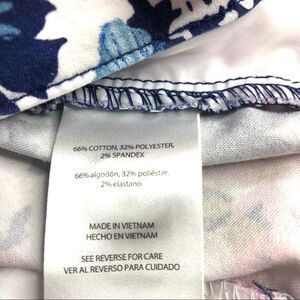 66% COTTON, 32% POLYESTER,
2% SPANDEX
66% algodón, 32% poliéster,
2% elastano
MADE IN VIETNAM
HECHO EN VIETNAM
SEE REVERSE FOR CARE
VER AL REVERSO PARA CUIDADO